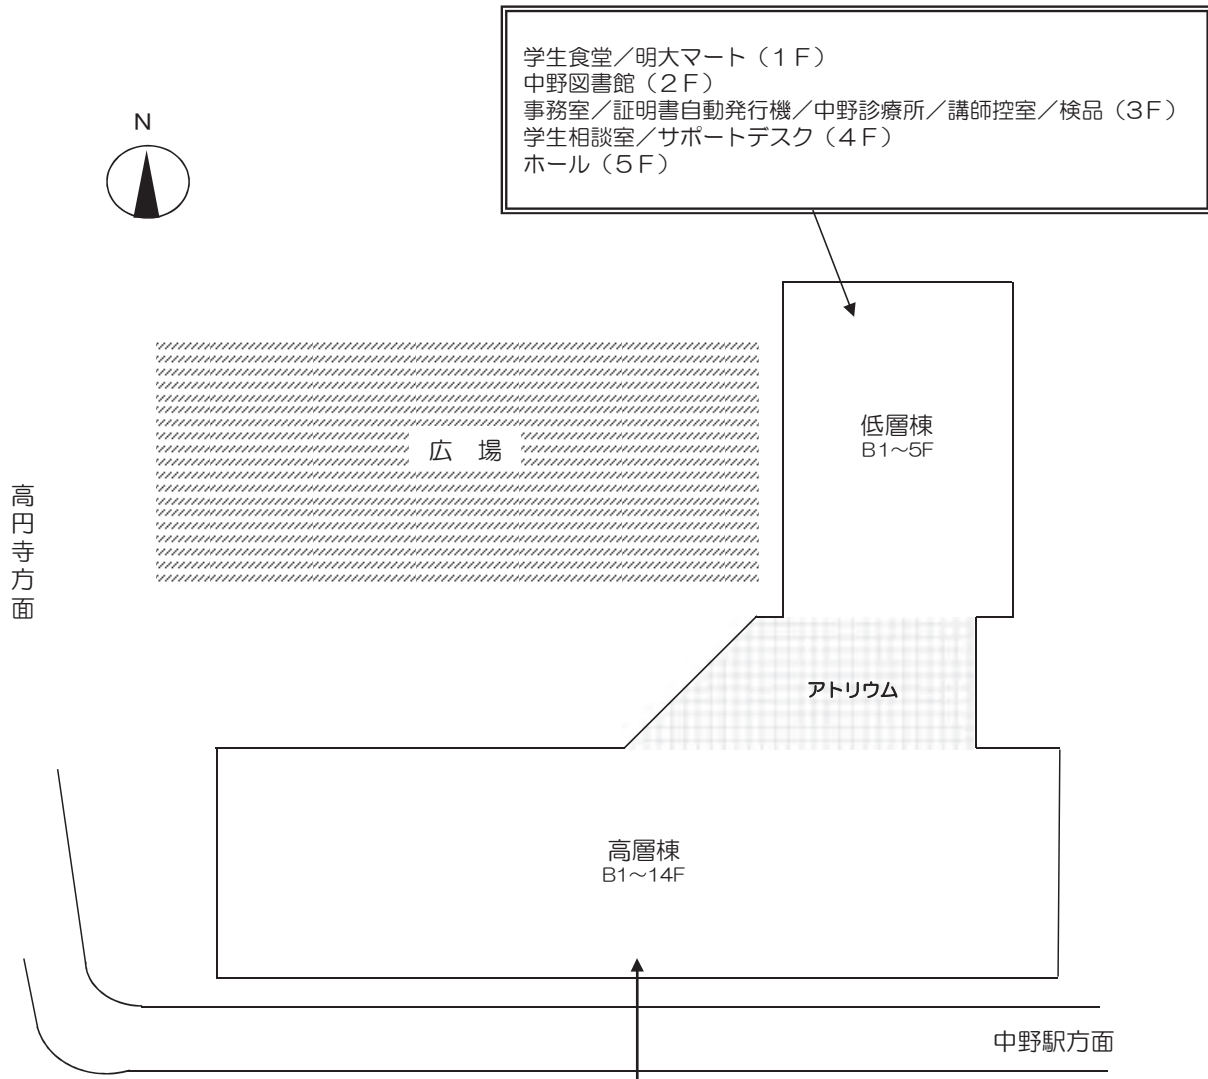 学生食堂／明大マート（１Ｆ）
中野図書館（２Ｆ）
事務室／証明書自動発行機／中野診療所／講師控室／検品（３Ｆ）
学生相談室／サポートデスク（４Ｆ）
ホール（５Ｆ）
N
低層棟
B1～5F
広　場
高円寺方面
アトリウム
高層棟
B1～14F
中野駅方面